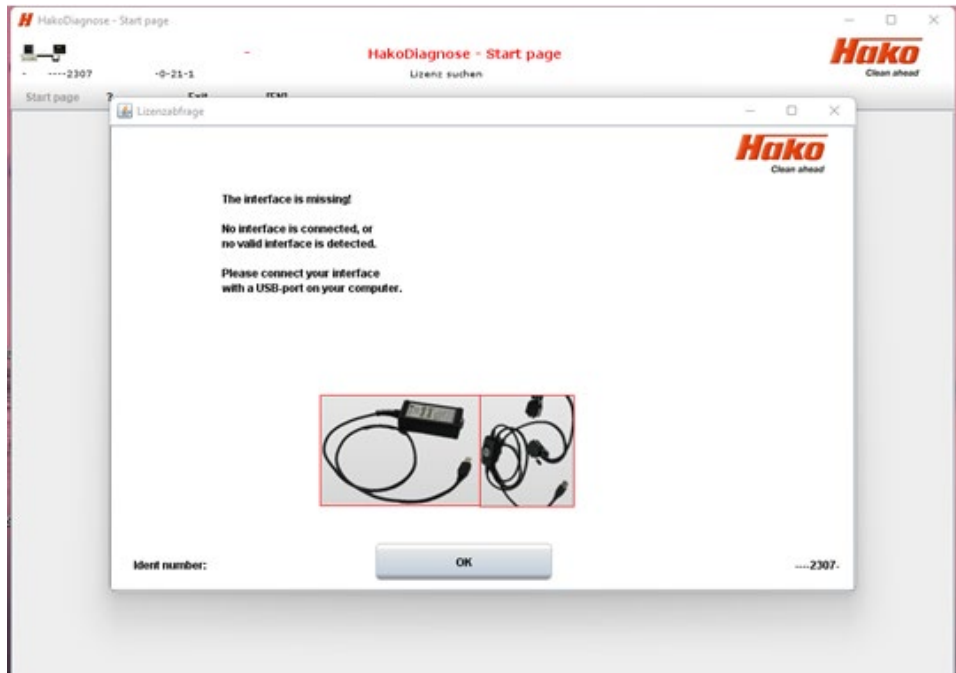 HakoDiagnose - Start page
- HakoDiagnose - Start page
Hako
Clean ahead
- ----2307 -0-21-1 Lizenz suchen
Start page ? Exit [EN]
Lizenzabfrage
Hako
Clean ahead
The interface is missing!
No interface is connected, or
no valid interface is detected.
Please connect your interface
with a USB-port on your computer.
Ident number: OK ----2307-